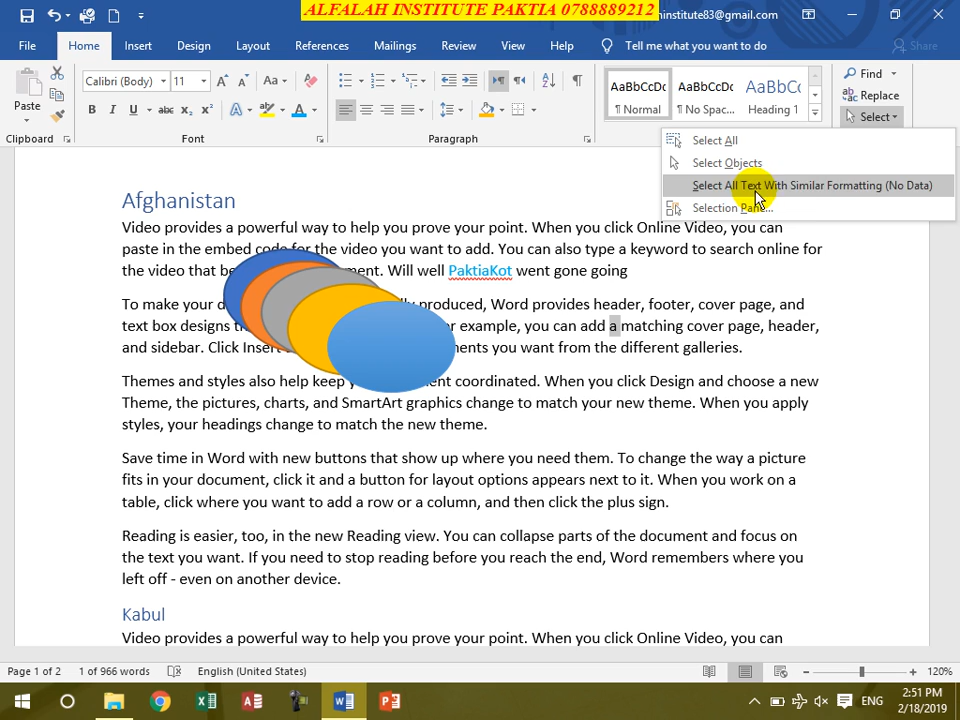 ALFALAH INSTITUTE PAKTIA 0788889212
hinstitute83@gmail.com
File Home Insert Design Layout References Mailings Review View Help Tell me what you want to do Share
Paste
Calibri (Body) 11
Aa
B I U abc x₂ x² A A
AaBbCcDc AaBbCcDc AaBbCc
¶ Normal ¶ No Spac... Heading 1
Find
Replace
Select
Clipboard Font Paragraph
Select All
Select Objects
Select All Text With Similar Formatting (No Data)
Selection Pane...
Afghanistan
Video provides a powerful way to help you prove your point. When you click Online Video, you can
paste in the embed code for the video you want to add. You can also type a keyword to search online for
the video that be ment. Will well PaktiaKot went gone going
To make your d ly produced, Word provides header, footer, cover page, and
text box designs example, you can add a matching cover page, header,
and sidebar. Click Insert ments you want from the different galleries.
Themes and styles also help keep ent coordinated. When you click Design and choose a new
Theme, the pictures, charts, and SmartArt graphics change to match your new theme. When you apply
styles, your headings change to match the new theme.
Save time in Word with new buttons that show up where you need them. To change the way a picture
fits in your document, click it and a button for layout options appears next to it. When you work on a
table, click where you want to add a row or a column, and then click the plus sign.
Reading is easier, too, in the new Reading view. You can collapse parts of the document and focus on
the text you want. If you need to stop reading before you reach the end, Word remembers where you
left off - even on another device.
Kabul
Video provides a powerful way to help you prove your point. When you click Online Video, you can
Page 1 of 2 1 of 966 words English (United States) 120%
ENG
2:51 PM
2/18/2019